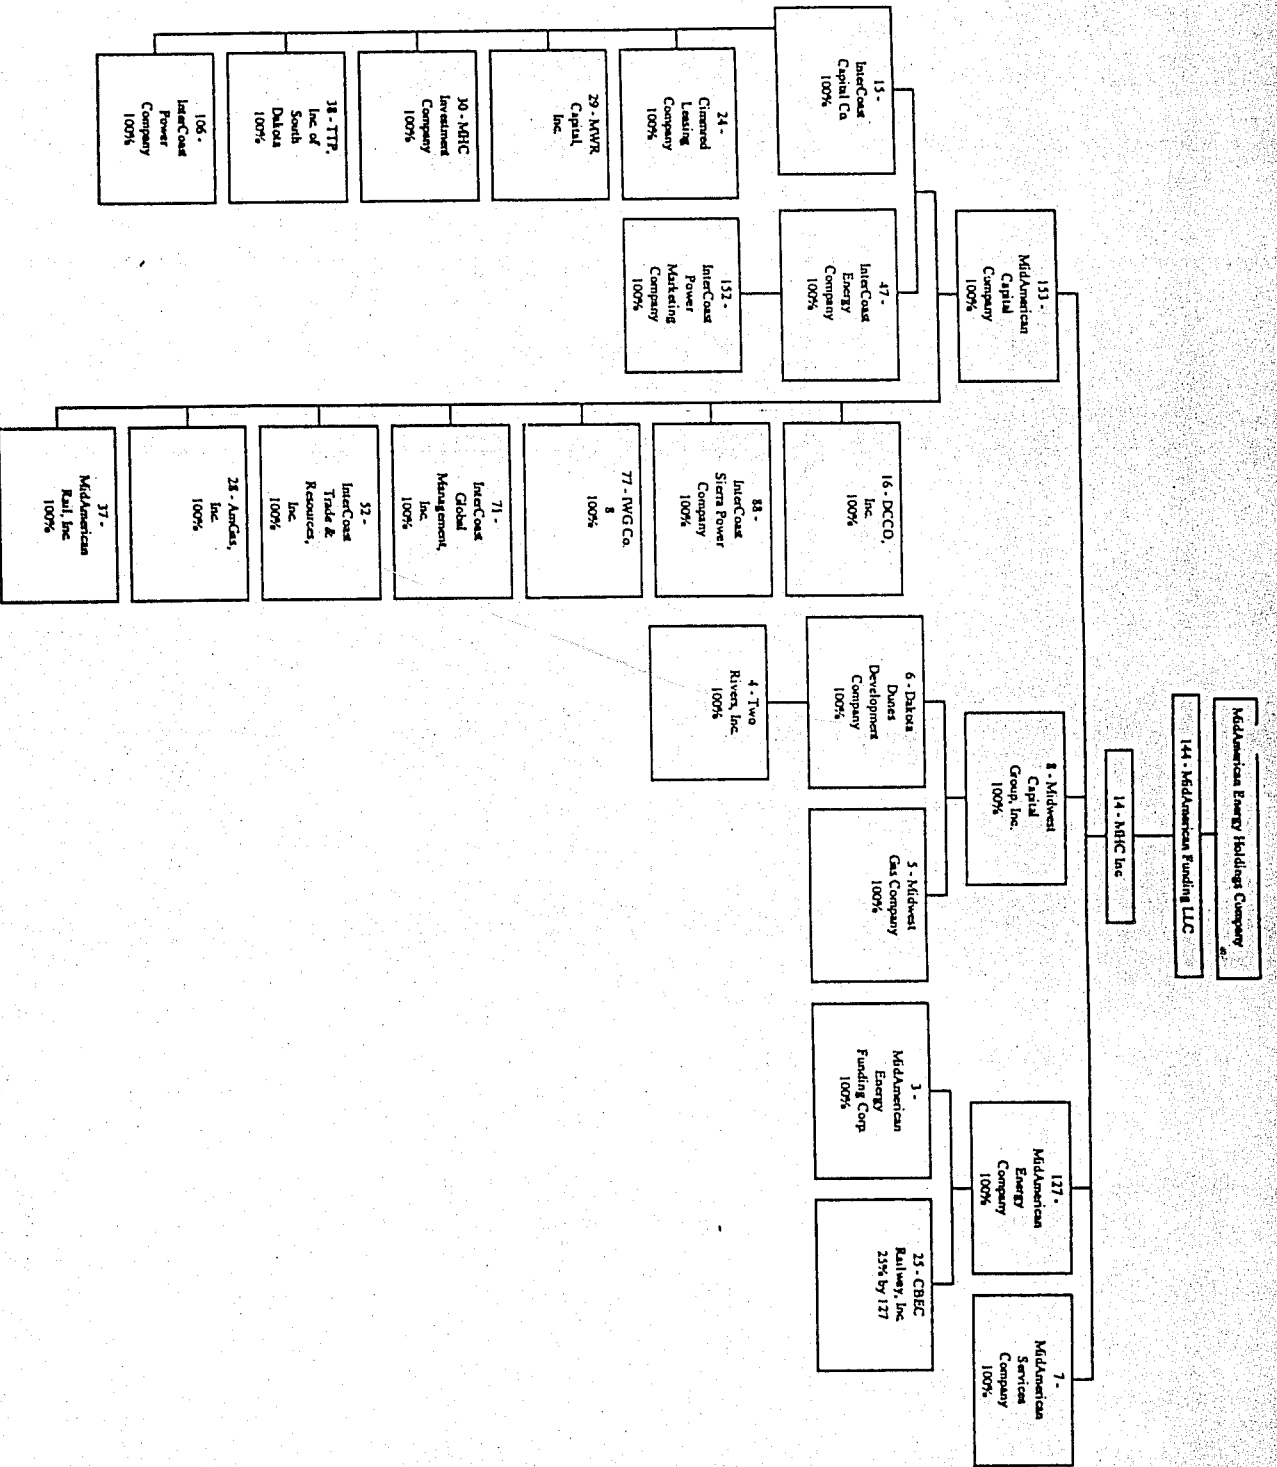 MidAmerican Energy Holdings Company
144 - MidAmerican Funding LLC
14 - MHC Inc
153 -
MidAmerican
Capital
Company
100%
8 - Midwest
Capital
Group, Inc.
100%
127 -
MidAmerican
Energy
Company
100%
7 -
MidAmerican
Services
Company
100%
15 -
InterCoast
Capital Co
100%
47 -
InterCoast
Energy
Company
100%
16 - DCCO,
Inc.
100%
6 - Dakota
Dunes
Development
Company
100%
5 - Midwest
Gas Company
100%
3 -
MidAmerican
Energy
Funding Corp.
100%
25 - CBEC
Railway, Inc
25% by 127
24 -
Cimmred
Leasing
Company
100%
152 -
InterCoast
Power
Marketing
Company
100%
88 -
InterCoast
Sierra Power
Company
100%
4 - Two
Rivers, Inc.
100%
29 - MWR
Capital,
Inc.
100%
77 - IWG Co.
8
100%
30 - MHC
Investment
Company
100%
71 -
InterCoast
Global
Management,
Inc.
100%
38 - TTP,
Inc. of
South
Dakota
100%
52 -
InterCoast
Trade &
Resources,
Inc.
100%
106 -
InterCoast
Power
Company
100%
28 - AmGas,
Inc.
100%
37 -
MidAmerican
Rail, Inc.
100%